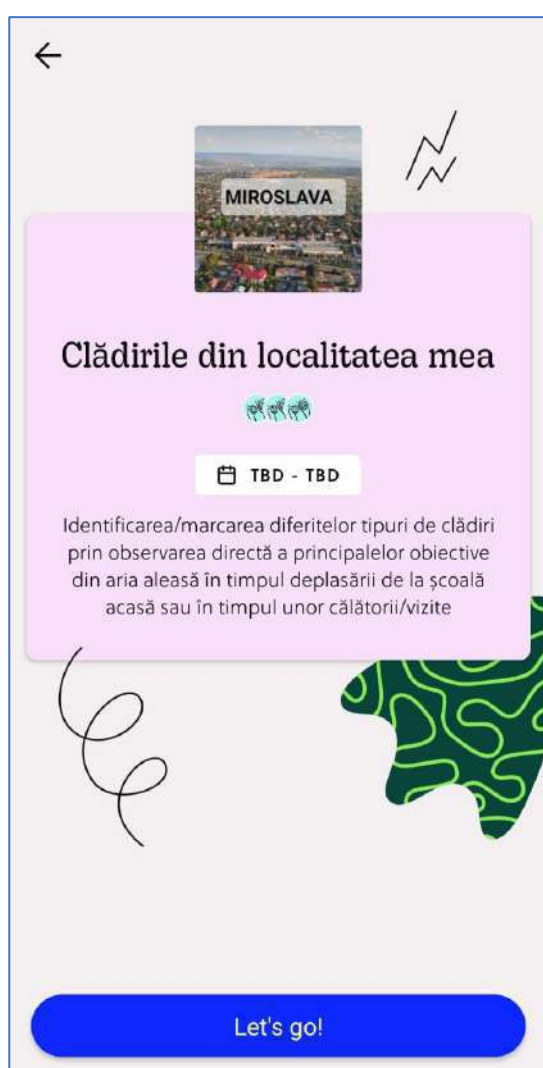 MIROSLAVA
Clădirile din localitatea mea
TBD - TBD
Identificarea/marcarea diferitelor tipuri de clădiri
prin observarea directă a principalelor obiective
din aria aleasă în timpul deplasării de la școală
acasă sau în timpul unor călătorii/vizite
Let's go!